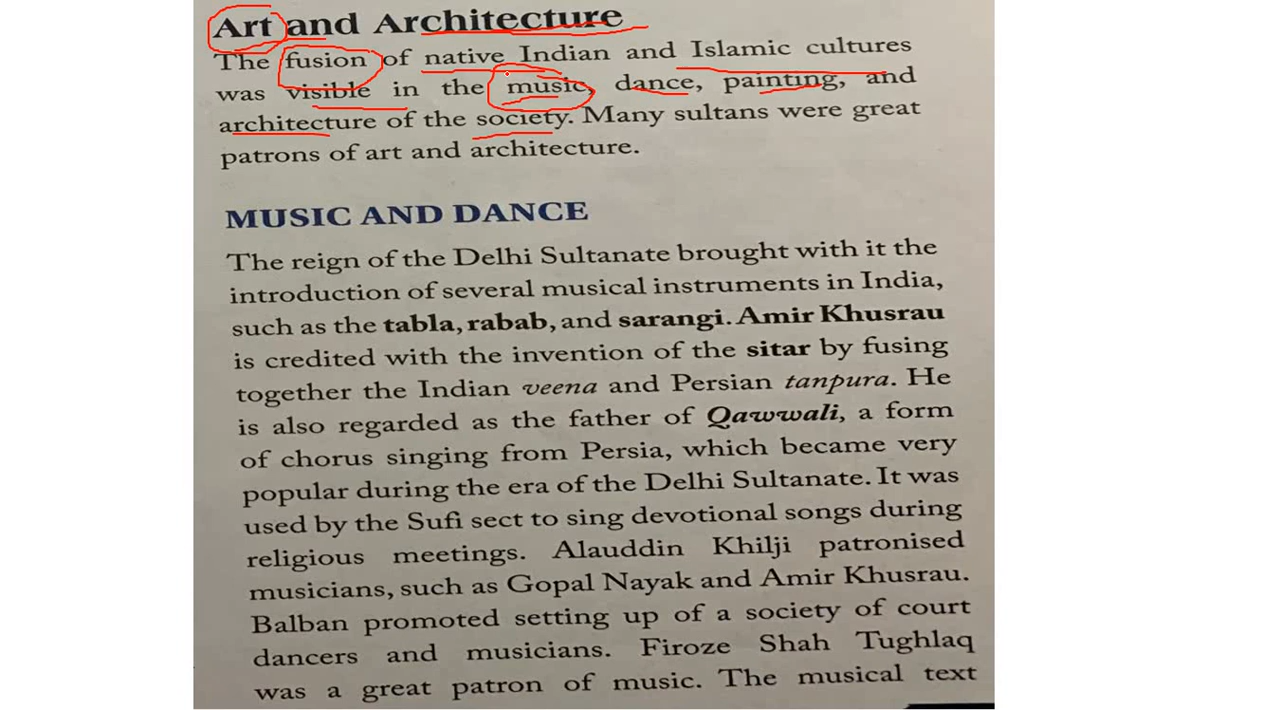 Art and Architecture
The fusion of native Indian and Islamic cultures
was visible in the music, dance, painting, and
architecture of the society. Many sultans were great
patrons of art and architecture.
MUSIC AND DANCE
The reign of the Delhi Sultanate brought with it the
introduction of several musical instruments in India,
such as the tabla, rabab, and sarangi. Amir Khusrau
is credited with the invention of the sitar by fusing
together the Indian veena and Persian tanpura. He
is also regarded as the father of Qawwali, a form
of chorus singing from Persia, which became very
popular during the era of the Delhi Sultanate. It was
used by the Sufi sect to sing devotional songs during
religious meetings. Alauddin Khilji patronised
musicians, such as Gopal Nayak and Amir Khusrau.
Balban promoted setting up of a society of court
dancers and musicians. Firoze Shah Tughlaq
was a great patron of music. The musical text